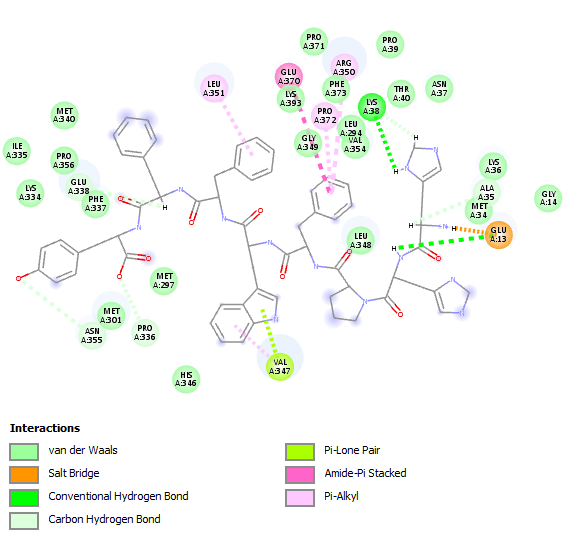 PRO
A:371
PRO
A:39
ARG
A:350
GLU
A:370
LEU
A:351
PHE
A:373
LYS
A:393
THR
A:40
ASN
A:37
LYS
A:38
MET
A:340
PRO
A:372
LEU
A:294
VAL
A:354
GLY
A:349
ILE
A:335
PRO
A:356
LYS
A:36
GLU
A:338
LYS
A:334
PHE
A:337
ALA
A:35
GLY
A:14
MET
A:34
GLU
A:13
LEU
A:348
MET
A:297
MET
A:301
ASN
A:355
PRO
A:336
VAL
A:347
HIS
A:346
H
N
N
H
N
O
N
O
H
N
H
O
N
O
N
H
N
O
O
N
O
N
O
N
O
N
N
N
O
N
O
Interactions
van der Waals
Salt Bridge
Conventional Hydrogen Bond
Carbon Hydrogen Bond
Pi-Lone Pair
Amide-Pi Stacked
Pi-Alkyl